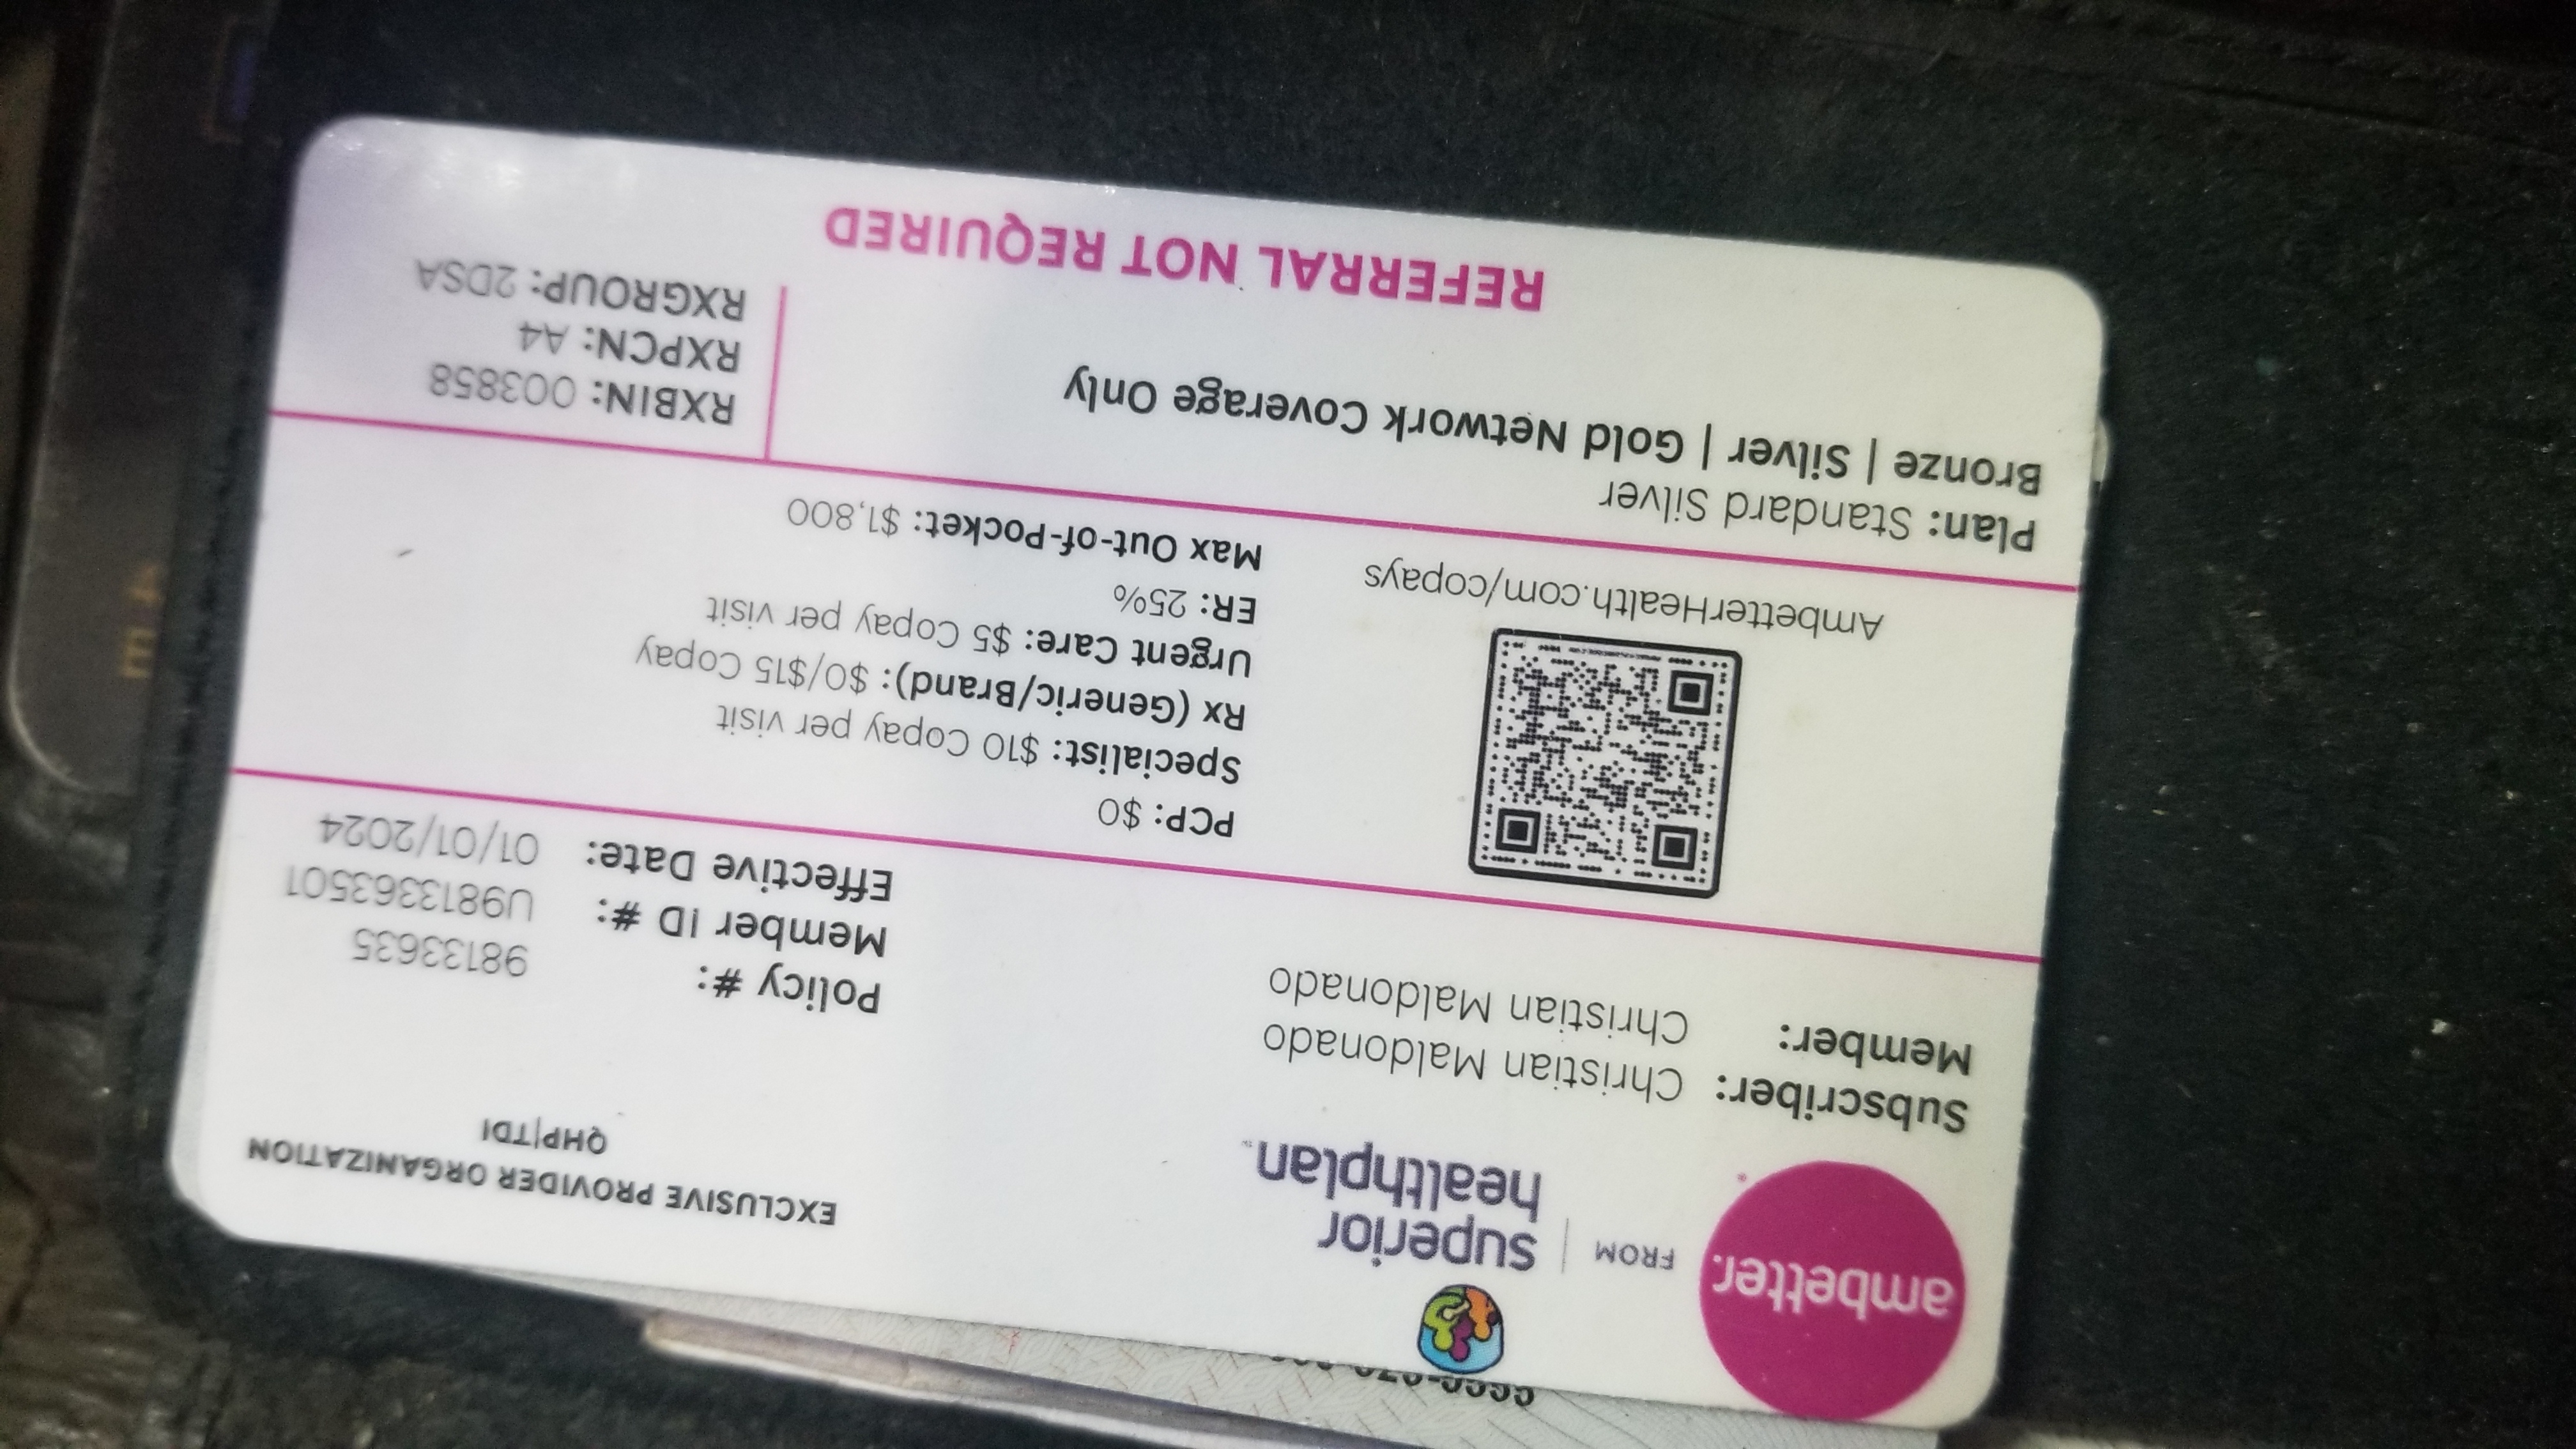 ambetter.
FROM
superior
healthplan™
EXCLUSIVE PROVIDER ORGANIZATION
QHP|TDI
Subscriber: Christian Maldonado
Member: Christian Maldonado
Policy #: 98133635
Member ID #: U9813363501
Effective Date: 01/01/2024
AmbetterHealth.com/copays
PCP: $0
Specialist: $10 Copay per visit
Rx (Generic/Brand): $0/$15 Copay
Urgent Care: $5 Copay per visit
ER: 25%
Max Out-of-Pocket: $1,800
Plan: Standard Silver
Bronze | Silver | Gold Network Coverage Only
REFERRAL NOT REQUIRED
RXBIN: 003858
RXPCN: A4
RXGROUP: 2DSA